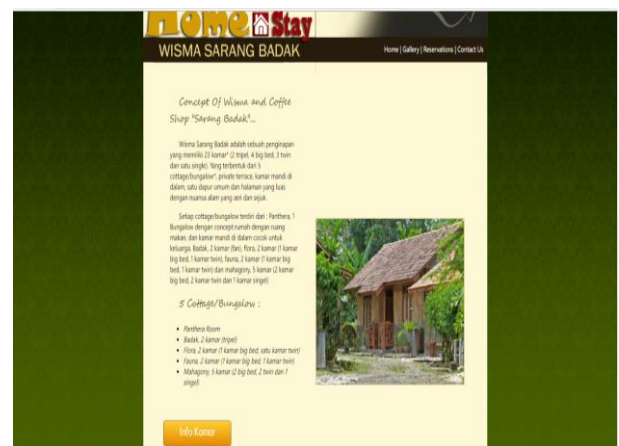 Home Stay
WISMA SARANG BADAK
Home | Gallery | Reservations | Contact Us
Concept Of Wisma and Coffee
Shop "Sarang Badak"...
Wisma Sarang Badak adalah sebuah penginapan
yang memiliki 23 kamar* (2 tripel, 4 big bed, 3 twin
dan satu single). Yang terbentuk dari 5
cottage/bungalow*, private terrace, kamar mandi di
dalam, satu dapur umum dan halaman yang luas
dengan nuansa alam yang asri dan sejuk.
Setiap cottage/bungalow terdiri dari : Panthera, 1
Bungalow dengan concept rumah dengan ruang
makan, dan kamar mandi di dalam cocok untuk
keluarga. Badak, 2 kamar (fan), flora, 2 kamar (1 kamar
big bed, 1 kamar twin), fauna, 2 kamar (1 kamar big
bed, 1 kamar twin) dan mahagony, 5 kamar (2 kamar
big bed, 2 kamar twin dan 1 kamar singel)
5 Cottage/Bungalow :
Panthera Room
Badak, 2 kamar (tripel)
Flora, 2 kamar (1 kamar big bed, satu kamar twin)
Fauna, 2 kamar (1 kamar big bed, 1 kamar twin)
Mahagony, 5 kamar (2 big bed, 2 twin dan 1
singel)
Info Kamar